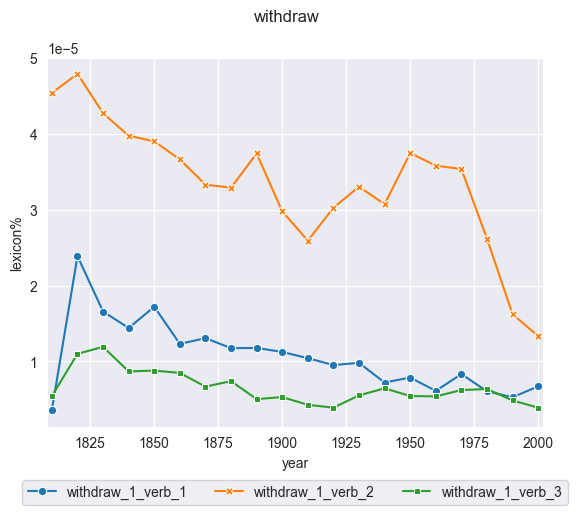 withdraw
1e−5
5
4
3
2
1
lexicon%
1825 1850 1875 1900 1925 1950 1975 2000
year
withdraw_1_verb_1 withdraw_1_verb_2 withdraw_1_verb_3